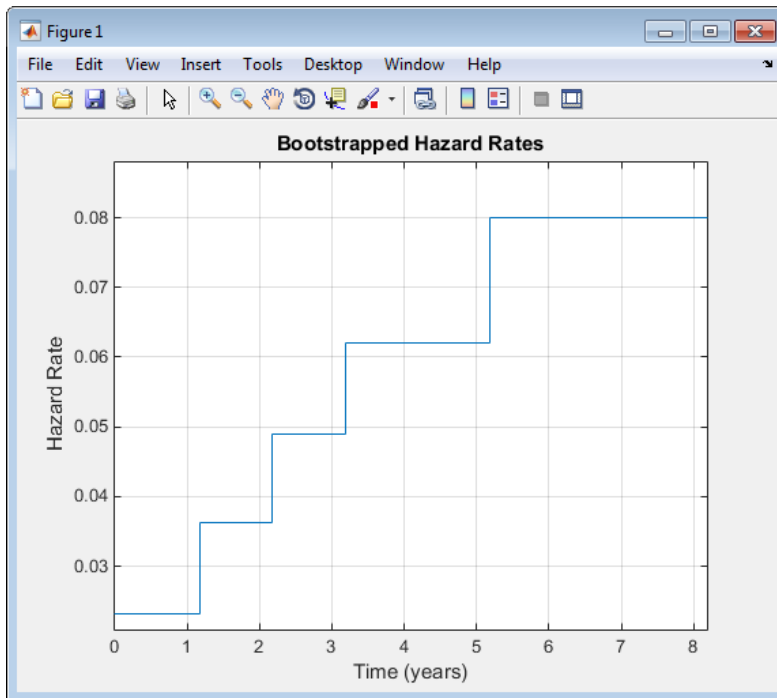 Figure 1
File Edit View Insert Tools Desktop Window Help
Bootstrapped Hazard Rates
0.08
0.07
0.06
0.05
0.04
0.03
Hazard Rate
0 1 2 3 4 5 6 7 8
Time (years)